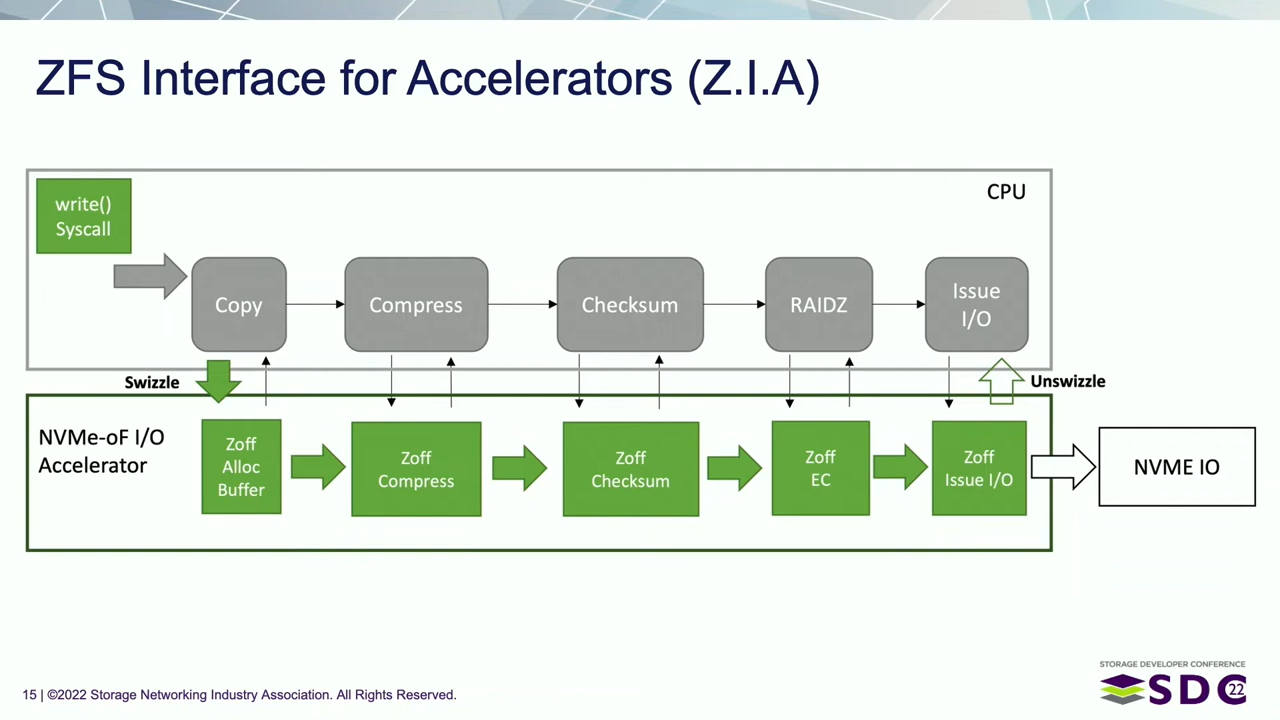 ZFS Interface for Accelerators (Z.I.A)
write()
Syscall
CPU
Copy
Compress
Checksum
RAIDZ
Issue
I/O
Swizzle
Unswizzle
NVMe-oF I/O
Accelerator
Zoff
Alloc
Buffer
Zoff
Compress
Zoff
Checksum
Zoff
EC
Zoff
Issue I/O
NVME IO
15 | ©2022 Storage Networking Industry Association. All Rights Reserved.
STORAGE DEVELOPER CONFERENCE
SDC 22